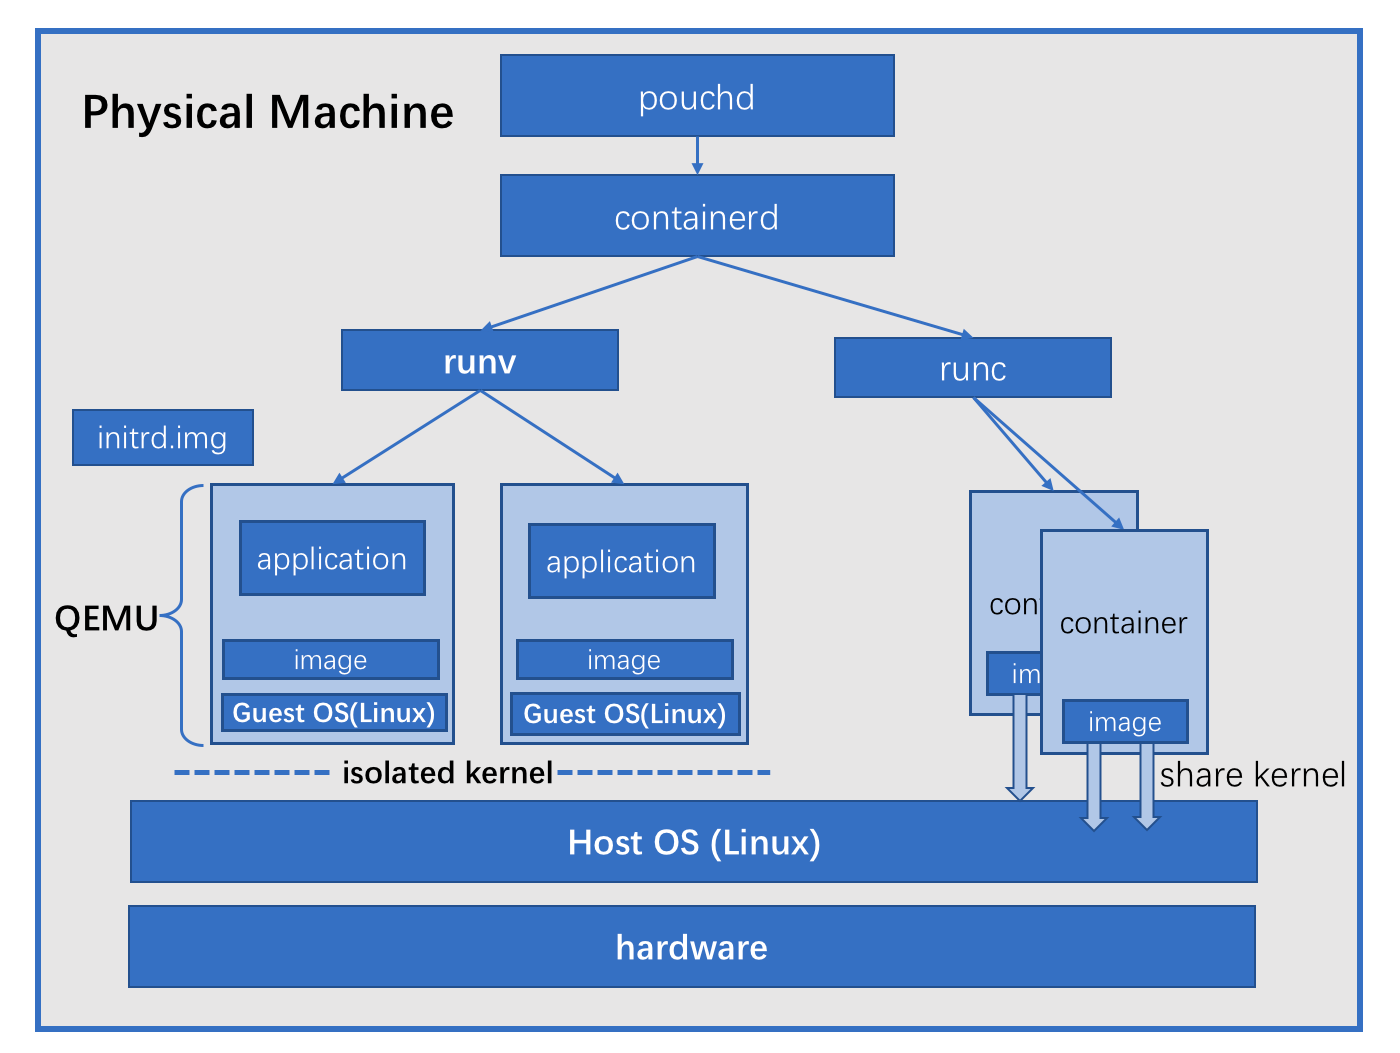 Physical Machine
pouchd
containerd
runv
runc
initrd.img
QEMU
application
application
image
image
Guest OS(Linux)
Guest OS(Linux)
con
im
container
image
isolated kernel
share kernel
Host OS (Linux)
hardware